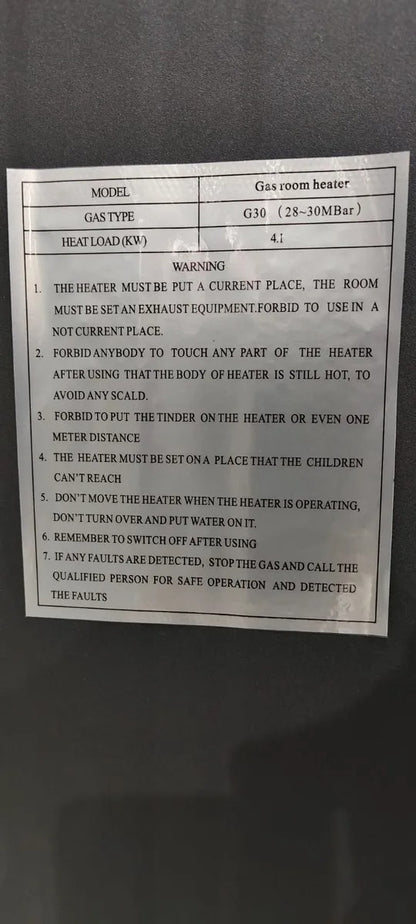 MODEL Gas room heater
GAS TYPE G30 (28~30MBar)
HEAT LOAD (KW) 4.1
WARNING
1. THE HEATER MUST BE PUT A CURRENT PLACE, THE ROOM
MUST BE SET AN EXHAUST EQUIPMENT.FORBID TO USE IN A
NOT CURRENT PLACE.
2. FORBID ANYBODY TO TOUCH ANY PART OF THE HEATER
AFTER USING THAT THE BODY OF HEATER IS STILL HOT, TO
AVOID ANY SCALD.
3. FORBID TO PUT THE TINDER ON THE HEATER OR EVEN ONE
METER DISTANCE
4. THE HEATER MUST BE SET ON A PLACE THAT THE CHILDREN
CAN'T REACH
5. DON'T MOVE THE HEATER WHEN THE HEATER IS OPERATING,
DON'T TURN OVER AND PUT WATER ON IT.
6. REMEMBER TO SWITCH OFF AFTER USING
7. IF ANY FAULTS ARE DETECTED, STOP THE GAS AND CALL THE
QUALIFIED PERSON FOR SAFE OPERATION AND DETECTED
THE FAULTS